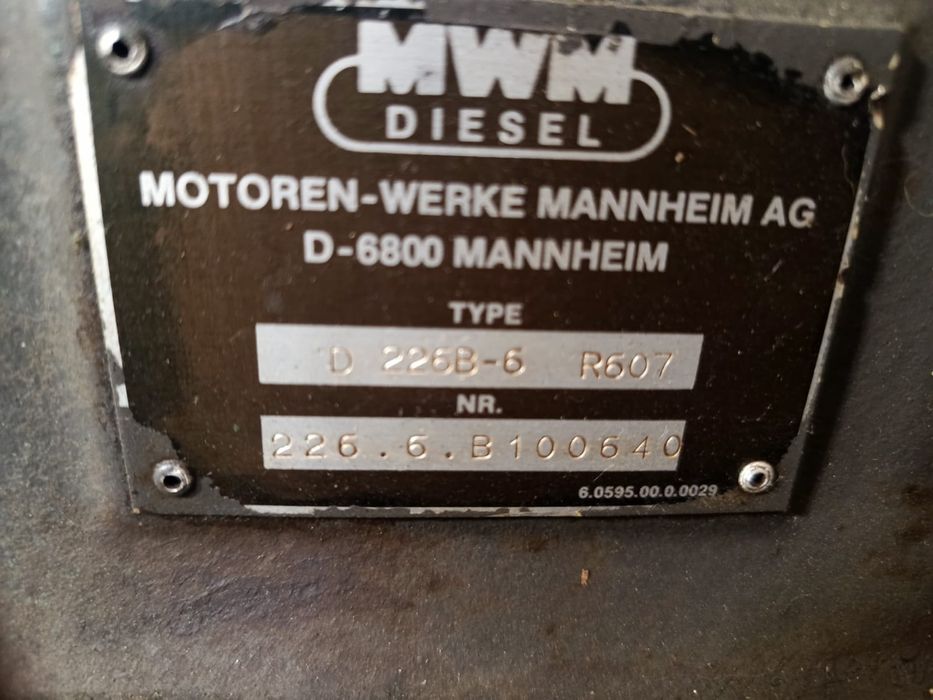 MWM
DIESEL
MOTOREN-WERKE MANNHEIM AG
D-6800 MANNHEIM
TYPE
D 226B-6 R607
NR.
226.6.B100640
6.0595.00.0.0029